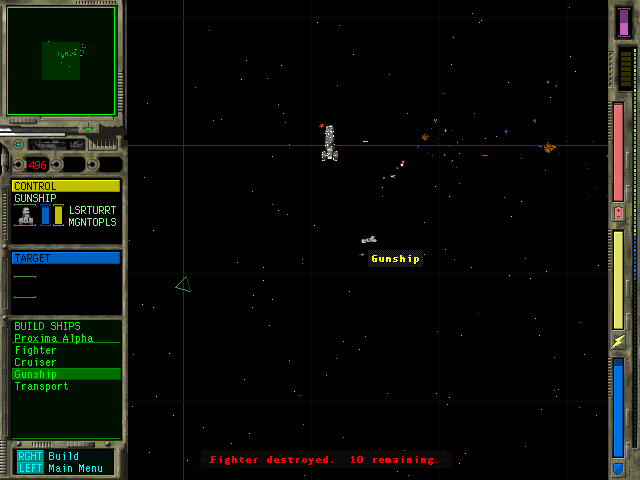 496
CONTROL
GUNSHIP
LSRTURRT
MGNTOPLS
TARGET
BUILD SHIPS
Proxima Alpha
Fighter
Cruiser
Gunship
Transport
RGHT Build
LEFT Main Menu
Gunship
Fighter destroyed. 10 remaining.